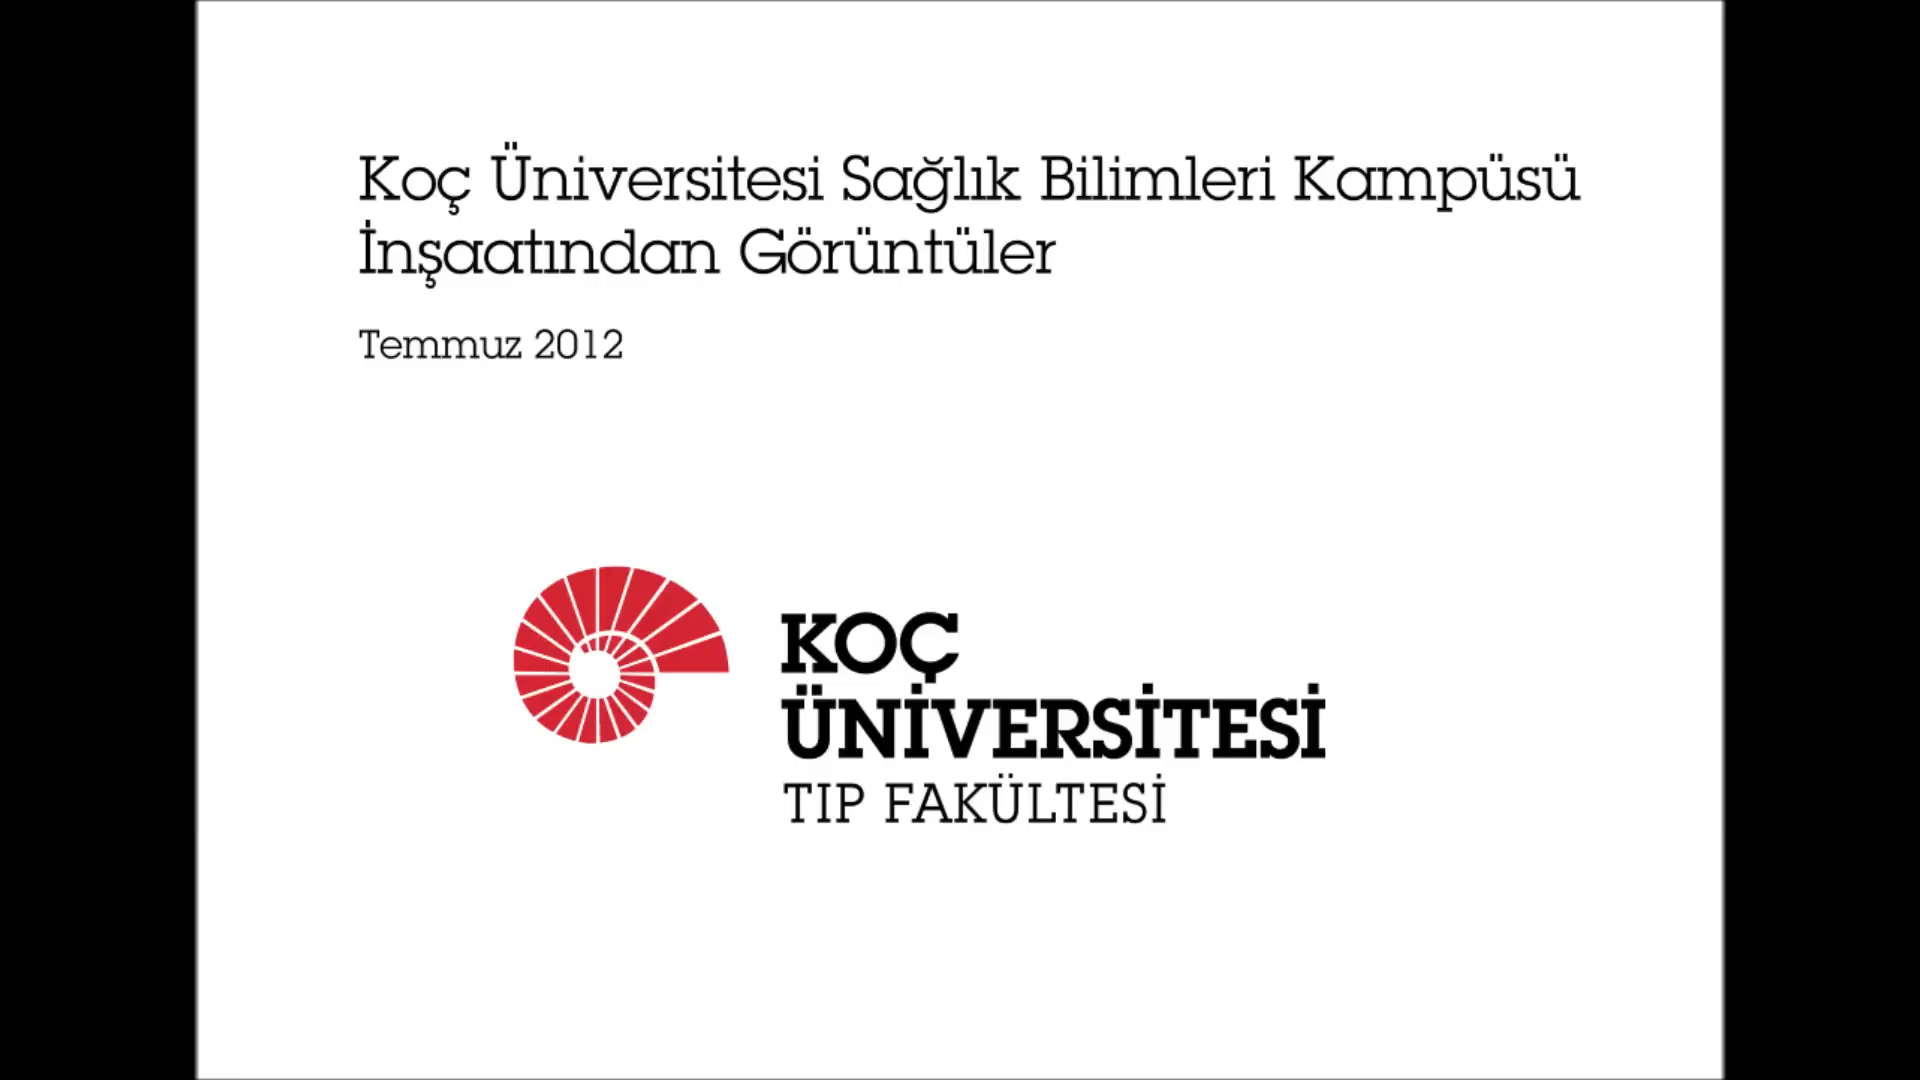 Koç Üniversitesi Sağlık Bilimleri Kampüsü
İnşaatından Görüntüler
Temmuz 2012
KOÇ
ÜNİVERSİTESİ
TIP FAKÜLTESİ